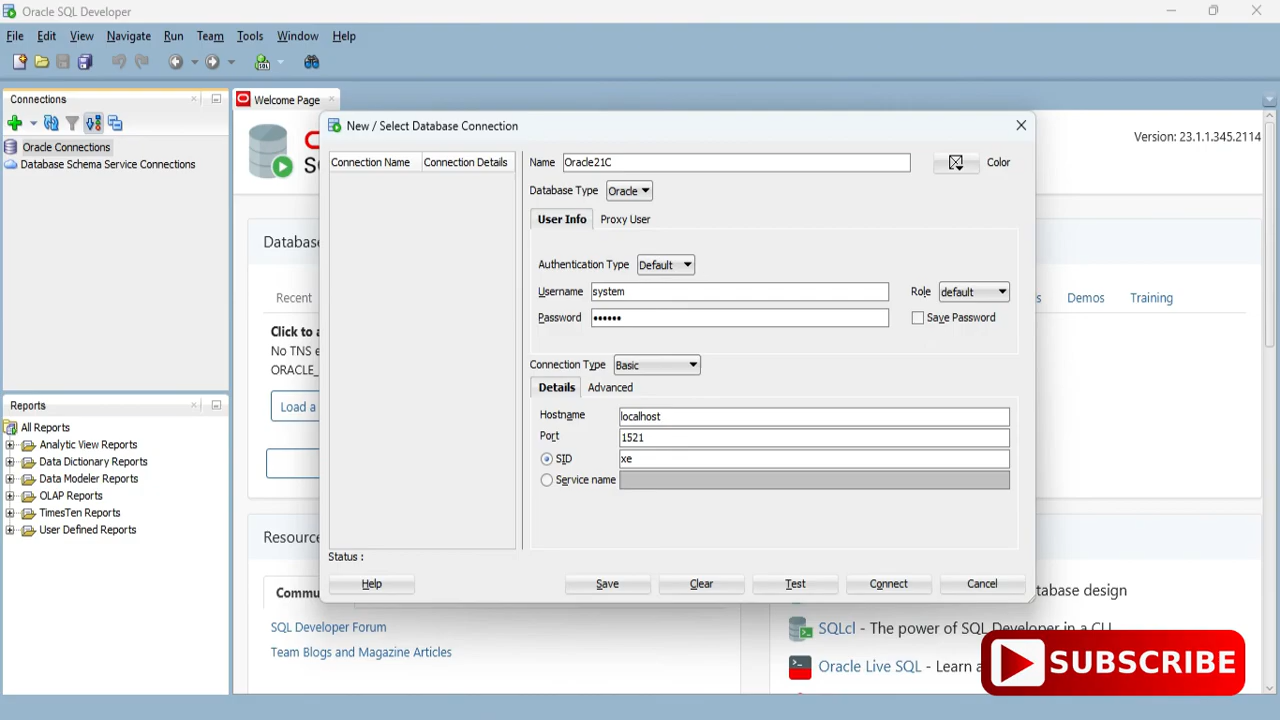 Oracle SQL Developer
File Edit View Navigate Run Team Tools Window Help
Connections
Oracle Connections
Database Schema Service Connections
Reports
All Reports
Analytic View Reports
Data Dictionary Reports
Data Modeler Reports
OLAP Reports
TimesTen Reports
User Defined Reports
Welcome Page
Version: 23.1.1.345.2114
Recent
Click to a
No TNS e
ORACLE_
Load a
Demos
Training
New / Select Database Connection
Connection Name Connection Details
Name Oracle21C Color
Database Type Oracle
User Info Proxy User
Authentication Type Default
Username system Role default
Password •••••• Save Password
Connection Type Basic
Details Advanced
Hostname localhost
Port 1521
SID xe
Service name
Status :
Help Save Clear Test Connect Cancel
SQL Developer Forum
Team Blogs and Magazine Articles
tabase design
SQLcl - The power of SQL Developer in a CLI
Oracle Live SQL - Learn a
SUBSCRIBE